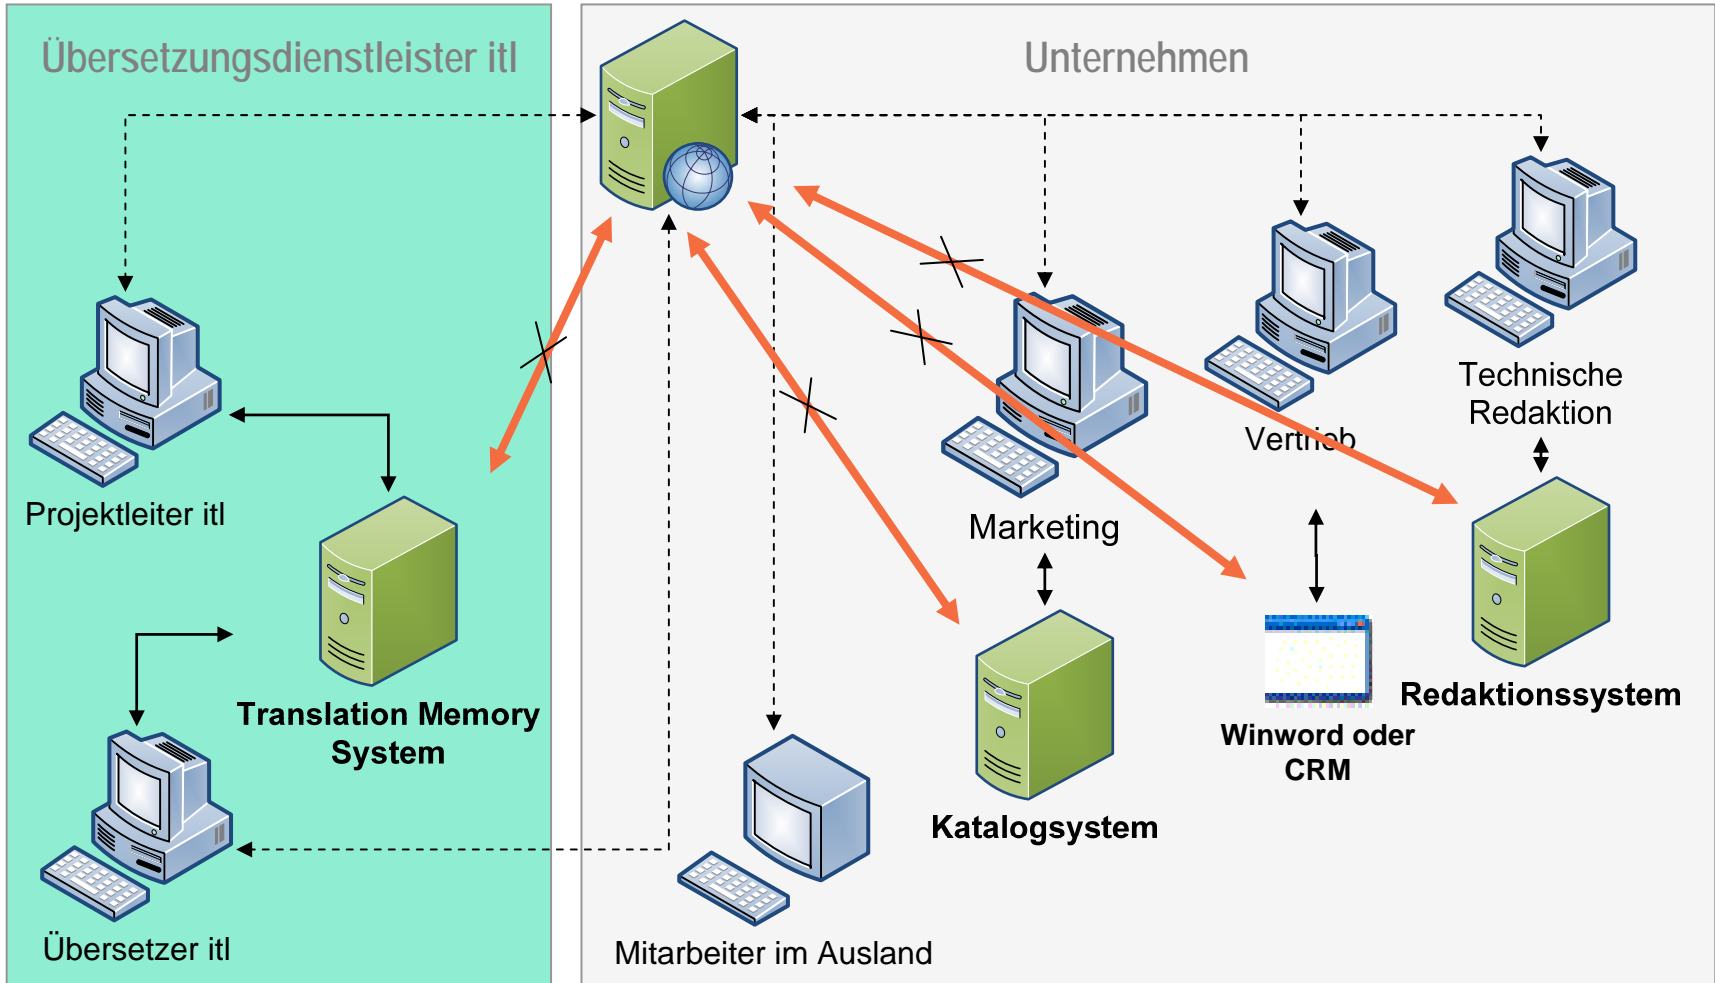 Übersetzungsdienstleister itl
Unternehmen
Projektleiter itl
Translation Memory
System
Übersetzer itl
Technische
Redaktion
Vertrieb
Marketing
Redaktionssystem
Winword oder
CRM
Katalogsystem
Mitarbeiter im Ausland